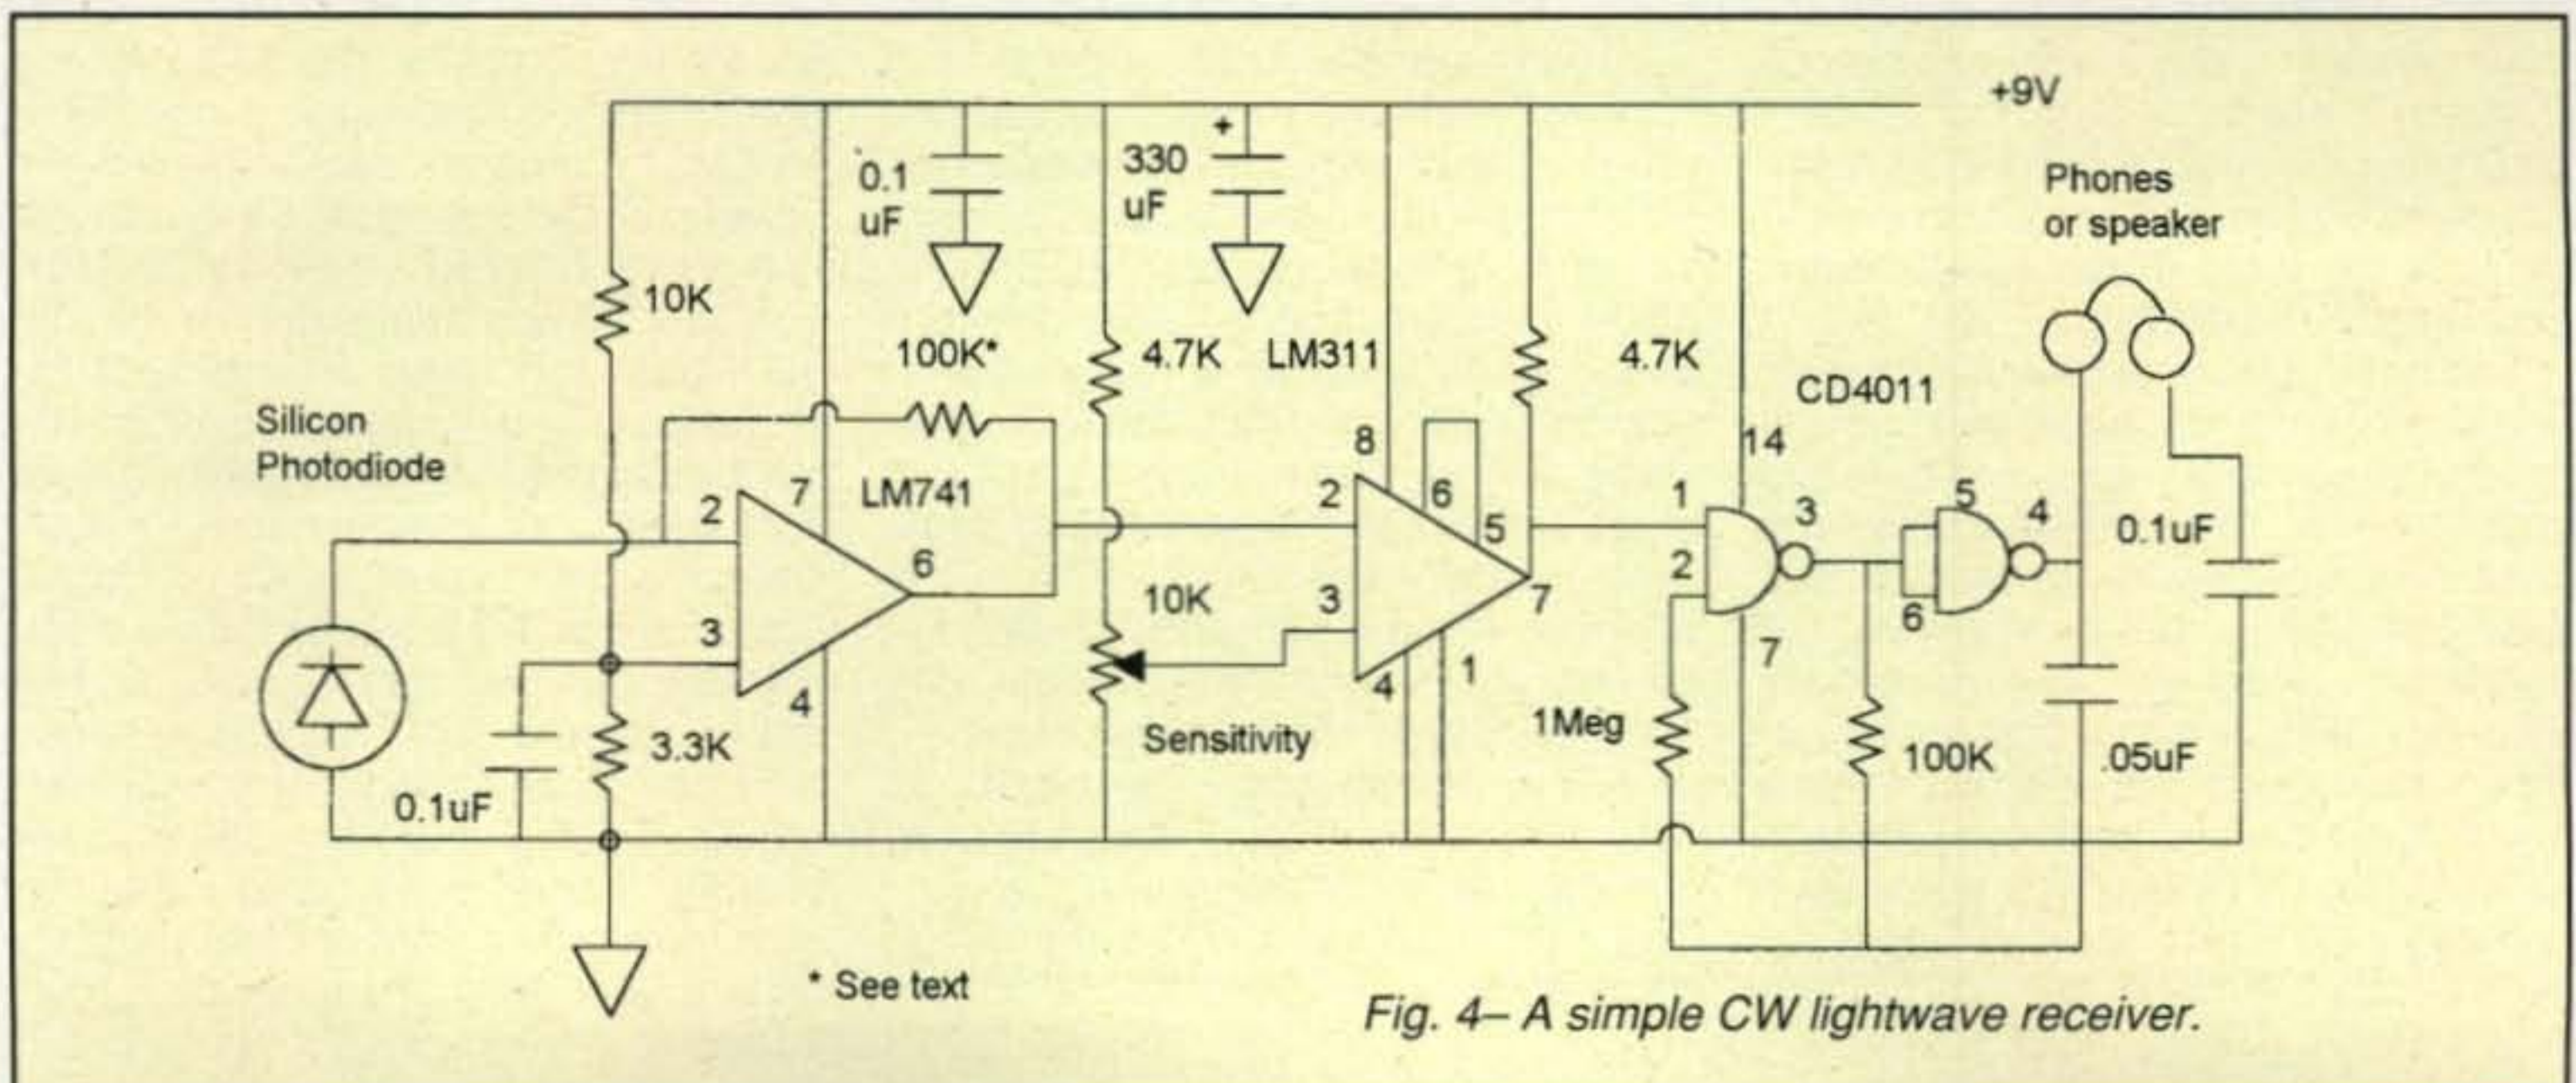 +9V
Phones
or speaker
+
0.1
uF
330
uF
10K
100K*
4.7K
LM311
4.7K
CD4011
Silicon
Photodiode
8
14
2
7
LM741
2
6
5
1
3
5
4
0.1uF
6
2
10K
3
7
6
3
4
4
1
7
Sensitivity
1Meg
3.3K
100K
.05uF
0.1uF
* See text
Fig. 4– A simple CW lightwave receiver.